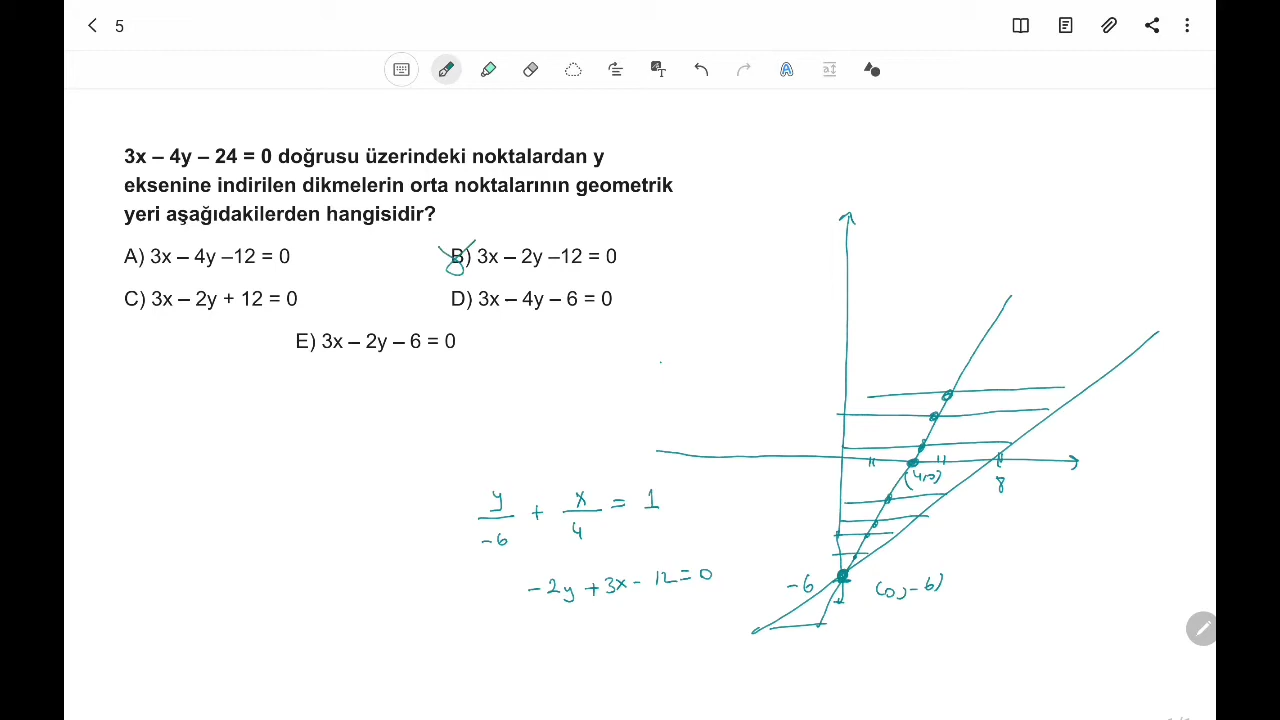 5
3x – 4y – 24 = 0 doğrusu üzerindeki noktalardan y
eksenine indirilen dikmelerin orta noktalarının geometrik
yeri aşağıdakilerden hangisidir?
A) 3x – 4y –12 = 0
B) 3x – 2y –12 = 0
C) 3x – 2y + 12 = 0
D) 3x – 4y – 6 = 0
E) 3x – 2y – 6 = 0
(4,0)
8
y/-6 + x/4 = 1
-2y + 3x - 12 = 0
-6
(0, -6)